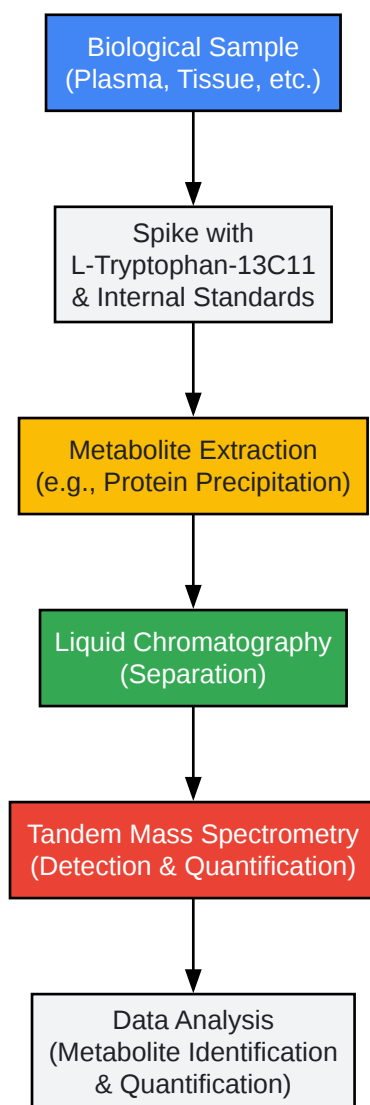 Biological Sample
(Plasma, Tissue, etc.)
Spike with
L-Tryptophan-13C11
& Internal Standards
Metabolite Extraction
(e.g., Protein Precipitation)
Liquid Chromatography
(Separation)
Tandem Mass Spectrometry
(Detection & Quantification)
Data Analysis
(Metabolite Identification
& Quantification)